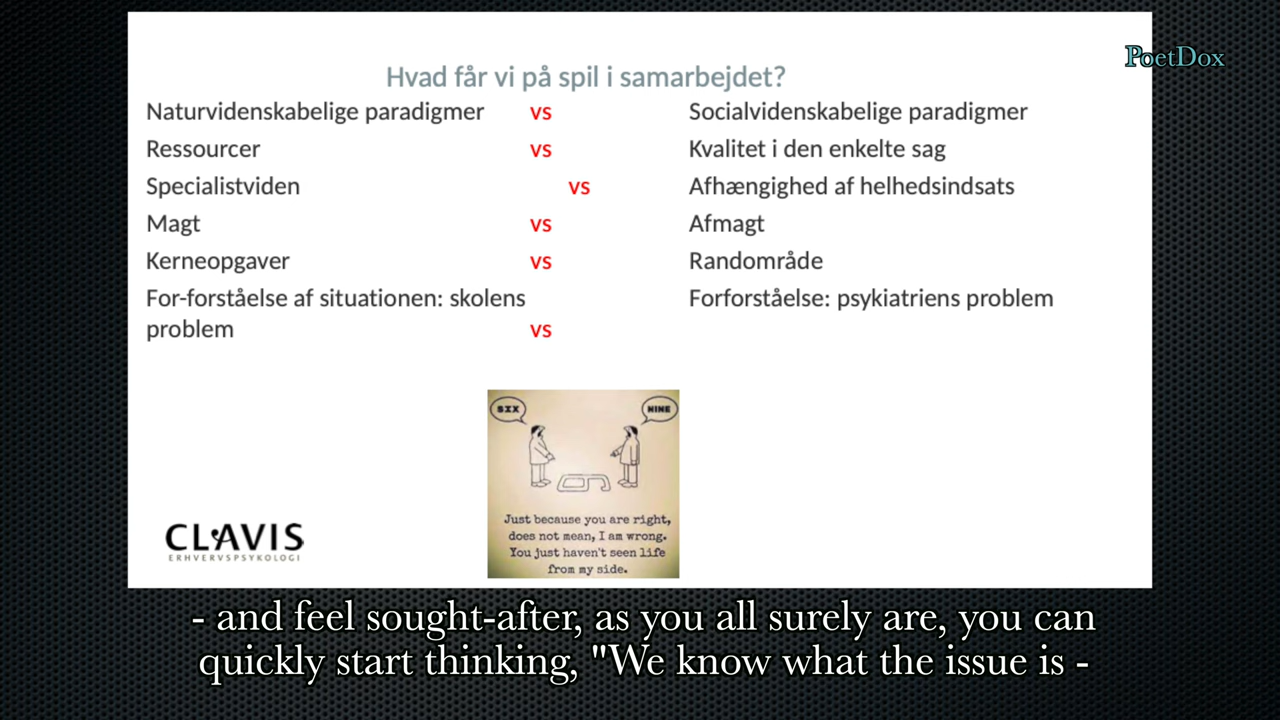 PoetDox
Hvad får vi på spil i samarbejdet?
Naturvidenskabelige paradigmer vs Socialvidenskabelige paradigmer
Ressourcer vs Kvalitet i den enkelte sag
Specialistviden vs Afhængighed af helhedsindsats
Magt vs Afmagt
Kerneopgaver vs Randområde
For-forståelse af situationen: skolens Forforståelse: psykiatriens problem
problem vs
SIX NINE
Just because you are right,
does not mean, I am wrong.
You just haven't seen life
from my side.
CLAVIS
ERHVERVSPSYKOLOGI
- and feel sought-after, as you all surely are, you can
quickly start thinking, "We know what the issue is -